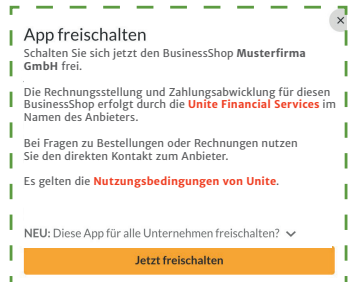 App freischalten
Schalten Sie sich jetzt den BusinessShop Musterfirma
GmbH frei.
Die Rechnungsstellung und Zahlungsabwicklung für diesen
BusinessShop erfolgt durch die Unite Financial Services im
Namen des Anbieters.
Bei Fragen zu Bestellungen oder Rechnungen nutzen
Sie den direkten Kontakt zum Anbieter.
Es gelten die Nutzungsbedingungen von Unite.
NEU: Diese App für alle Unternehmen freischalten?
Jetzt freischalten